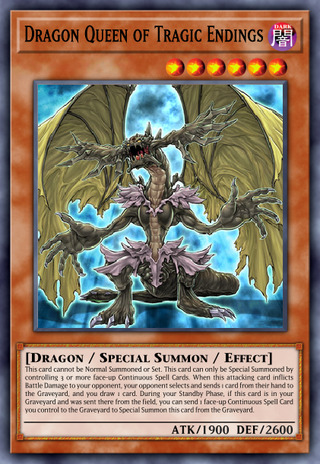 Dragon Queen of Tragic Endings
DARK
闇
[Dragon / Special Summon / Effect]
This card cannot be Normal Summoned or Set. This card can only be Special Summoned by
controlling 3 or more face-up Continuous Spell Cards. When this attacking card inflicts
Battle Damage to your opponent, your opponent selects and sends 1 card from their hand to
the Graveyard, and you draw 1 card. During your Standby Phase, if this card is in your
Graveyard and was sent there from the field, you can send 1 face-up Continuous Spell Card
you control to the Graveyard to Special Summon this card from the Graveyard.
ATK/1900 DEF/2600